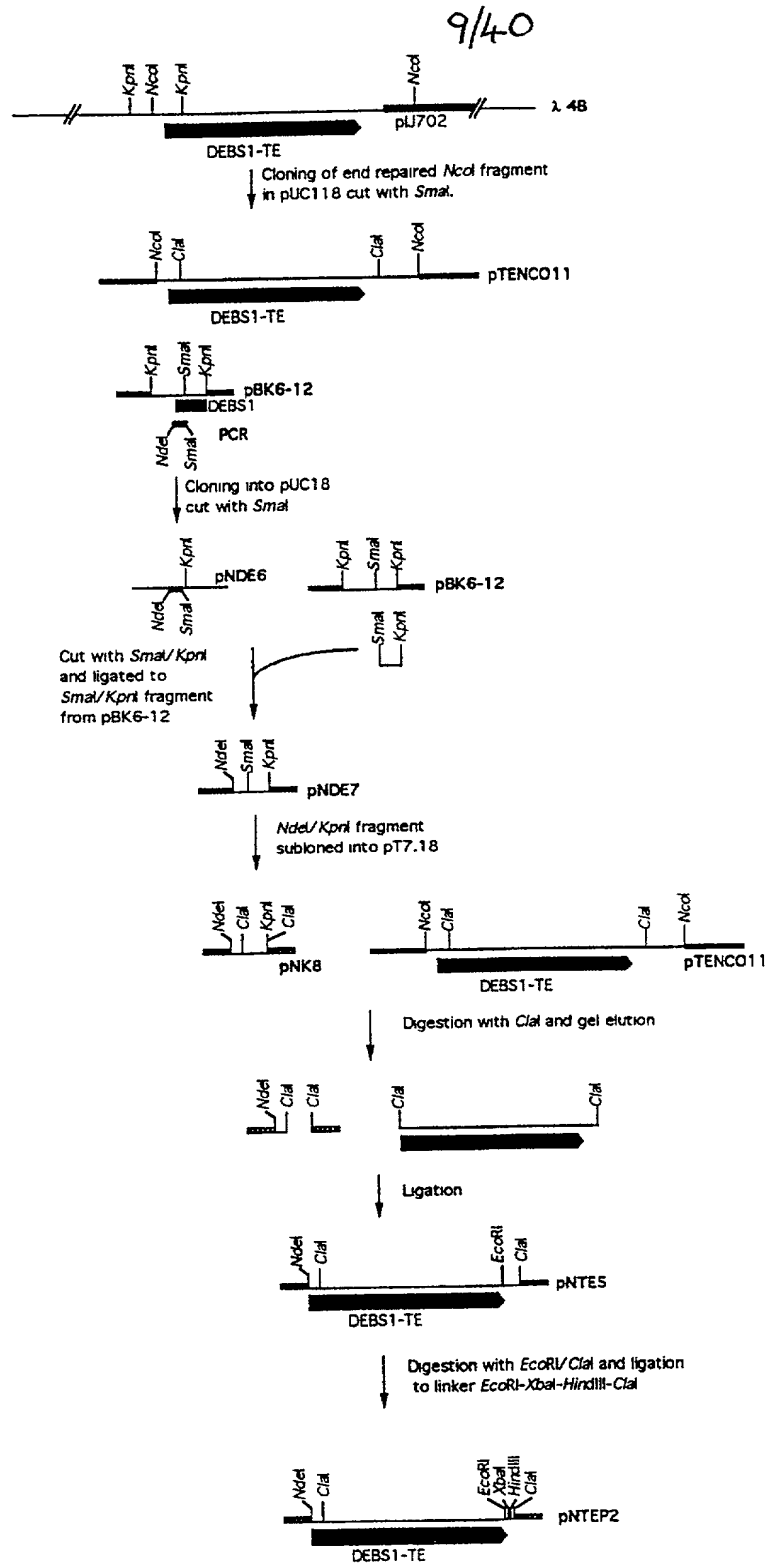 9/40
KpnI
NcoI
KpnI
NcoI
λ 4B
pIJ702
DEBS1-TE
Cloning of end repaired NcoI fragment
in pUC118 cut with SmaI.
NcoI
ClaI
ClaI
NcoI
pTENCO11
DEBS1-TE
KpnI
SmaI
KpnI
pBK6-12
DEBS1
PCR
NdeI
SmaI
Cloning into pUC18
cut with SmaI
KpnI
pNDE6
NdeI
SmaI
KpnI
SmaI
KpnI
pBK6-12
SmaI
KpnI
Cut with SmaI/KpnI
and ligated to
SmaI/KpnI fragment
from pBK6-12
NdeI
SmaI
KpnI
pNDE7
NdeI/KpnI fragment
subloned into pT7.18
NdeI
ClaI
KpnI
ClaI
pNK8
NcoI
ClaI
ClaI
NcoI
pTENCO11
DEBS1-TE
Digestion with ClaI and gel elution
NdeI
ClaI
ClaI
ClaI
ClaI
Ligation
NdeI
ClaI
EcoRI
ClaI
pNTE5
DEBS1-TE
Digestion with EcoRI/ClaI and ligation
to linker EcoRI-XbaI-HindIII-ClaI
NdeI
ClaI
EcoRI
XbaI
HindIII
ClaI
pNTEP2
DEBS1-TE